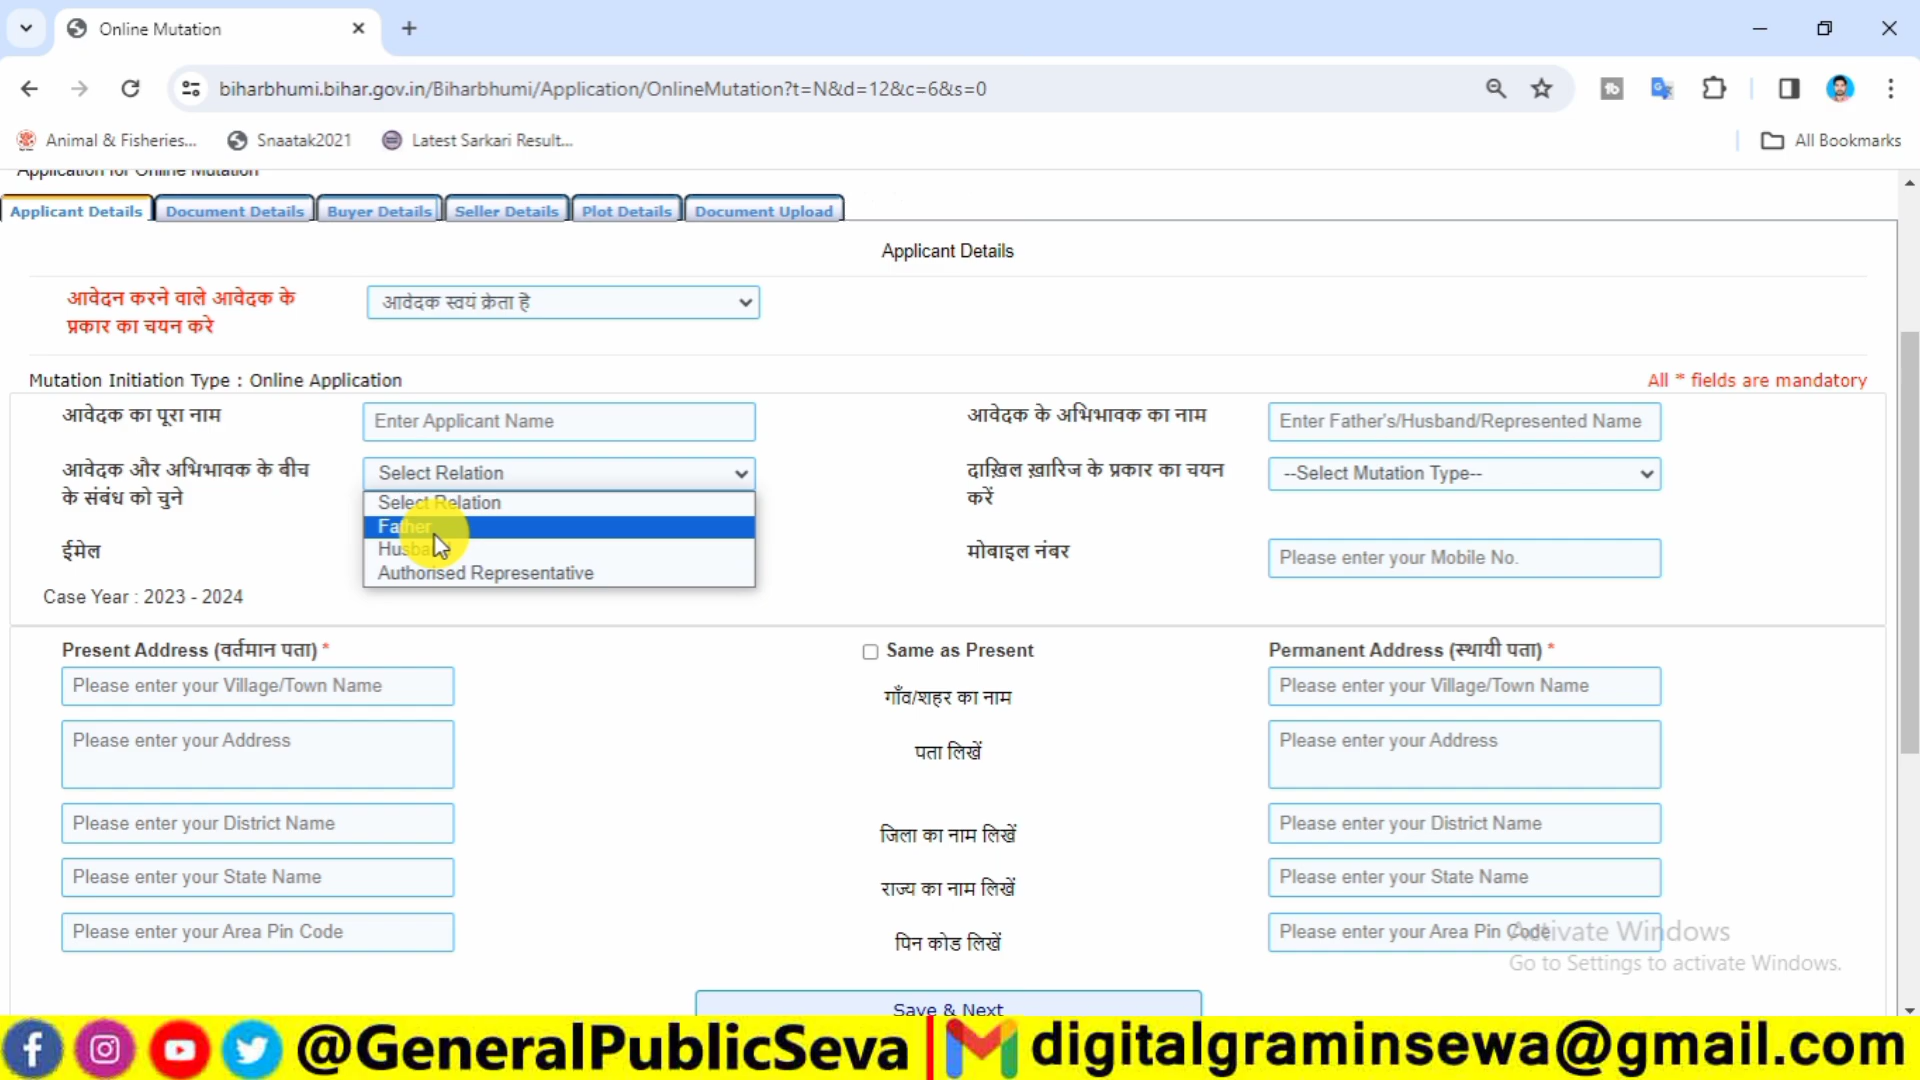 Online Mutation
biharbhumi.bihar.gov.in/Biharbhumi/Application/OnlineMutation?t=N&d=12&c=6&s=0
Animal & Fisheries...
Snaatak2021
Latest Sarkari Result...
All Bookmarks
Application for Online Mutation
Applicant Details
Document Details
Buyer Details
Seller Details
Plot Details
Document Upload
Applicant Details
आवेदन करने वाले आवेदक के
प्रकार का चयन करे
आवेदक स्वयं क्रेता है
Mutation Initiation Type : Online Application
All * fields are mandatory
आवेदक का पूरा नाम
Enter Applicant Name
आवेदक के अभिभावक का नाम
Enter Father's/Husband/Represented Name
आवेदक और अभिभावक के बीच
के संबंध को चुने
Select Relation
दाख़िल ख़ारिज के प्रकार का चयन
करें
--Select Mutation Type--
Select Relation
Father
Husband
Authorised Representative
ईमेल
मोबाइल नंबर
Please enter your Mobile No.
Case Year : 2023 - 2024
Present Address (वर्तमान पता) *
Same as Present
Permanent Address (स्थायी पता) *
Please enter your Village/Town Name
गाँव/शहर का नाम
Please enter your Village/Town Name
Please enter your Address
पता लिखें
Please enter your Address
Please enter your District Name
जिला का नाम लिखें
Please enter your District Name
Please enter your State Name
राज्य का नाम लिखें
Please enter your State Name
Please enter your Area Pin Code
पिन कोड लिखें
Please enter your Area Pin Code
Activate Windows
Go to Settings to activate Windows.
Save & Next
@GeneralPublicSeva
digitalgraminsewa@gmail.com